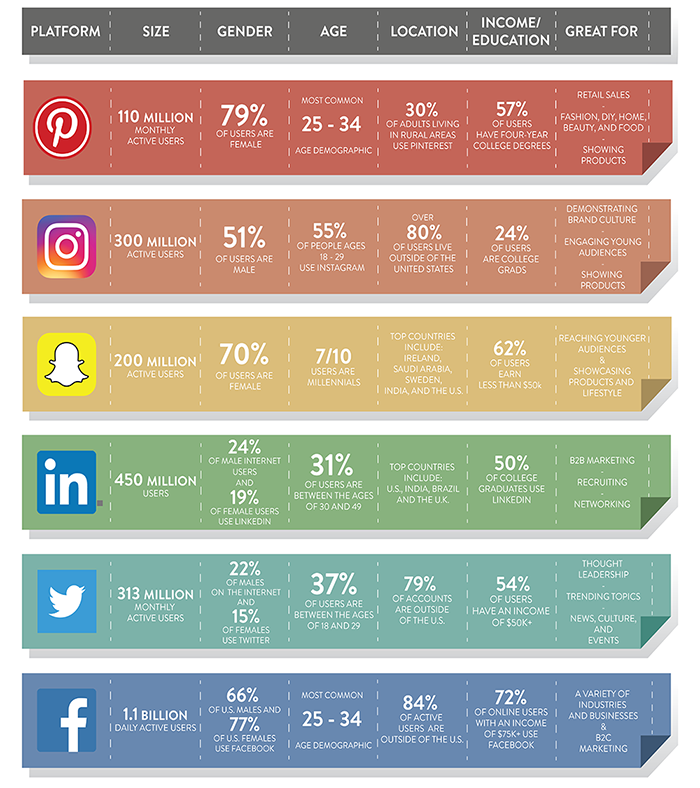 PLATFORM
SIZE
GENDER
AGE
LOCATION
INCOME/
EDUCATION
GREAT FOR
110 MILLION
MONTHLY
ACTIVE USERS
79%
OF USERS ARE
FEMALE
MOST COMMON
25 - 34
AGE DEMOGRAPHIC
30%
OF ADULTS LIVING
IN RURAL AREAS
USE PINTEREST
57%
OF USERS
HAVE FOUR-YEAR
COLLEGE DEGREES
RETAIL SALES
-
FASHION, DIY, HOME,
BEAUTY, AND FOOD
-
SHOWING
PRODUCTS
300 MILLION
ACTIVE USERS
51%
OF USERS ARE
MALE
55%
OF PEOPLE AGES
18 - 29
USE INSTAGRAM
OVER
80%
OF USERS LIVE
OUTSIDE OF THE
UNITED STATES
24%
OF USERS
ARE COLLEGE
GRADS
DEMONSTRATING
BRAND CULTURE
-
ENGAGING YOUNG
AUDIENCES
-
SHOWING
PRODUCTS
200 MILLION
ACTIVE USERS
70%
OF USERS ARE
FEMALE
7/10
USERS ARE
MILLENNIALS
TOP COUNTRIES
INCLUDE:
IRELAND,
SAUDI ARABIA,
SWEDEN,
INDIA, AND THE U.S.
62%
OF USERS
EARN
LESS THAN $50k
REACHING YOUNGER
AUDIENCES
&
SHOWCASING
PRODUCTS AND
LIFESTYLE
in
450 MILLION
USERS
24%
OF MALE INTERNET
USERS
AND
19%
OF FEMALE USERS
USE LINKEDIN
31%
OF USERS ARE
BETWEEN THE AGES
OF 30 AND 49
TOP COUNTRIES
INCLUDE:
U.S., INDIA, BRAZIL
AND THE U.K.
50%
OF COLLEGE
GRADUATES USE
LINKEDIN
B2B MARKETING
-
RECRUITING
-
NETWORKING
313 MILLION
MONTHLY
ACTIVE USERS
22%
OF MALES
ON THE INTERNET
AND
15%
OF FEMALES
USE TWITTER
37%
OF USERS ARE
BETWEEN THE AGES
OF 18 AND 29
79%
OF ACCOUNTS
ARE OUTSIDE
OF THE U.S.
54%
OF USERS
HAVE AN INCOME
OF $50K+
THOUGHT
LEADERSHIP
-
TRENDING TOPICS
-
NEWS, CULTURE,
AND
EVENTS
f
1.1 BILLION
DAILY ACTIVE USERS
66%
OF U.S. MALES AND
77%
OF U.S. FEMALES
USE FACEBOOK
MOST COMMON
25 - 34
AGE DEMOGRAPHIC
84%
OF ACTIVE
USERS ARE
OUTSIDE OF THE U.S.
72%
OF ONLINE USERS
WITH AN INCOME
OF $75K+ USE
FACEBOOK
A VARIETY OF
INDUSTRIES
AND BUSINESSES
&
B2C
MARKETING